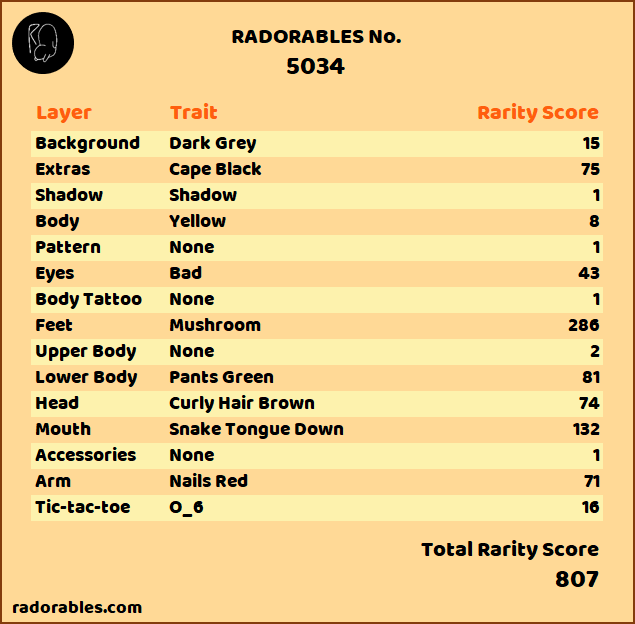 RADORABLES No.
5034
Layer Trait Rarity Score
Background Dark Grey 15
Extras Cape Black 75
Shadow Shadow 1
Body Yellow 8
Pattern None 1
Eyes Bad 43
Body Tattoo None 1
Feet Mushroom 286
Upper Body None 2
Lower Body Pants Green 81
Head Curly Hair Brown 74
Mouth Snake Tongue Down 132
Accessories None 1
Arm Nails Red 71
Tic-tac-toe O_6 16
Total Rarity Score
807
radorables.com